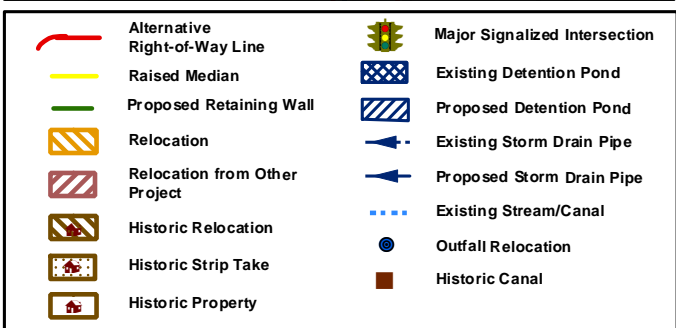 Alternative
Right-of-Way Line
Raised Median
Proposed Retaining Wall
Relocation
Relocation from Other
Project
Historic Relocation
Historic Strip Take
Historic Property
Major Signalized Intersection
Existing Detention Pond
Proposed Detention Pond
Existing Storm Drain Pipe
Proposed Storm Drain Pipe
Existing Stream/Canal
Outfall Relocation
Historic Canal